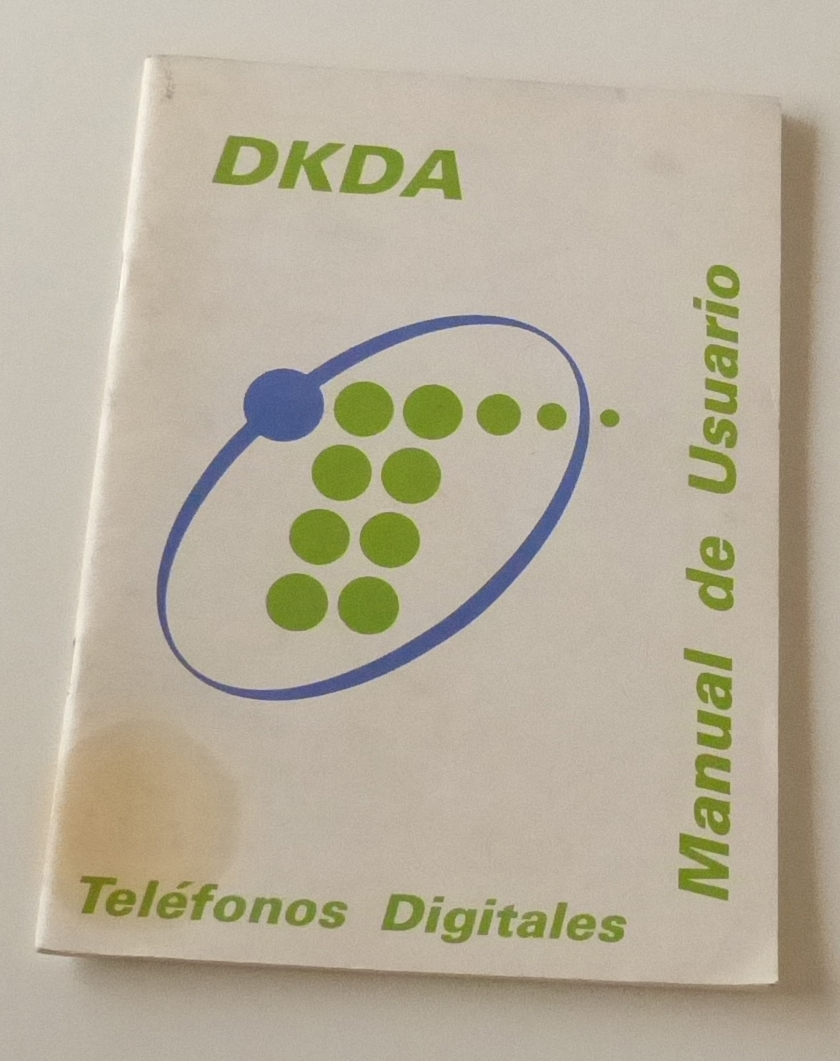 DKDA
Manual de Usuario
Teléfonos Digitales